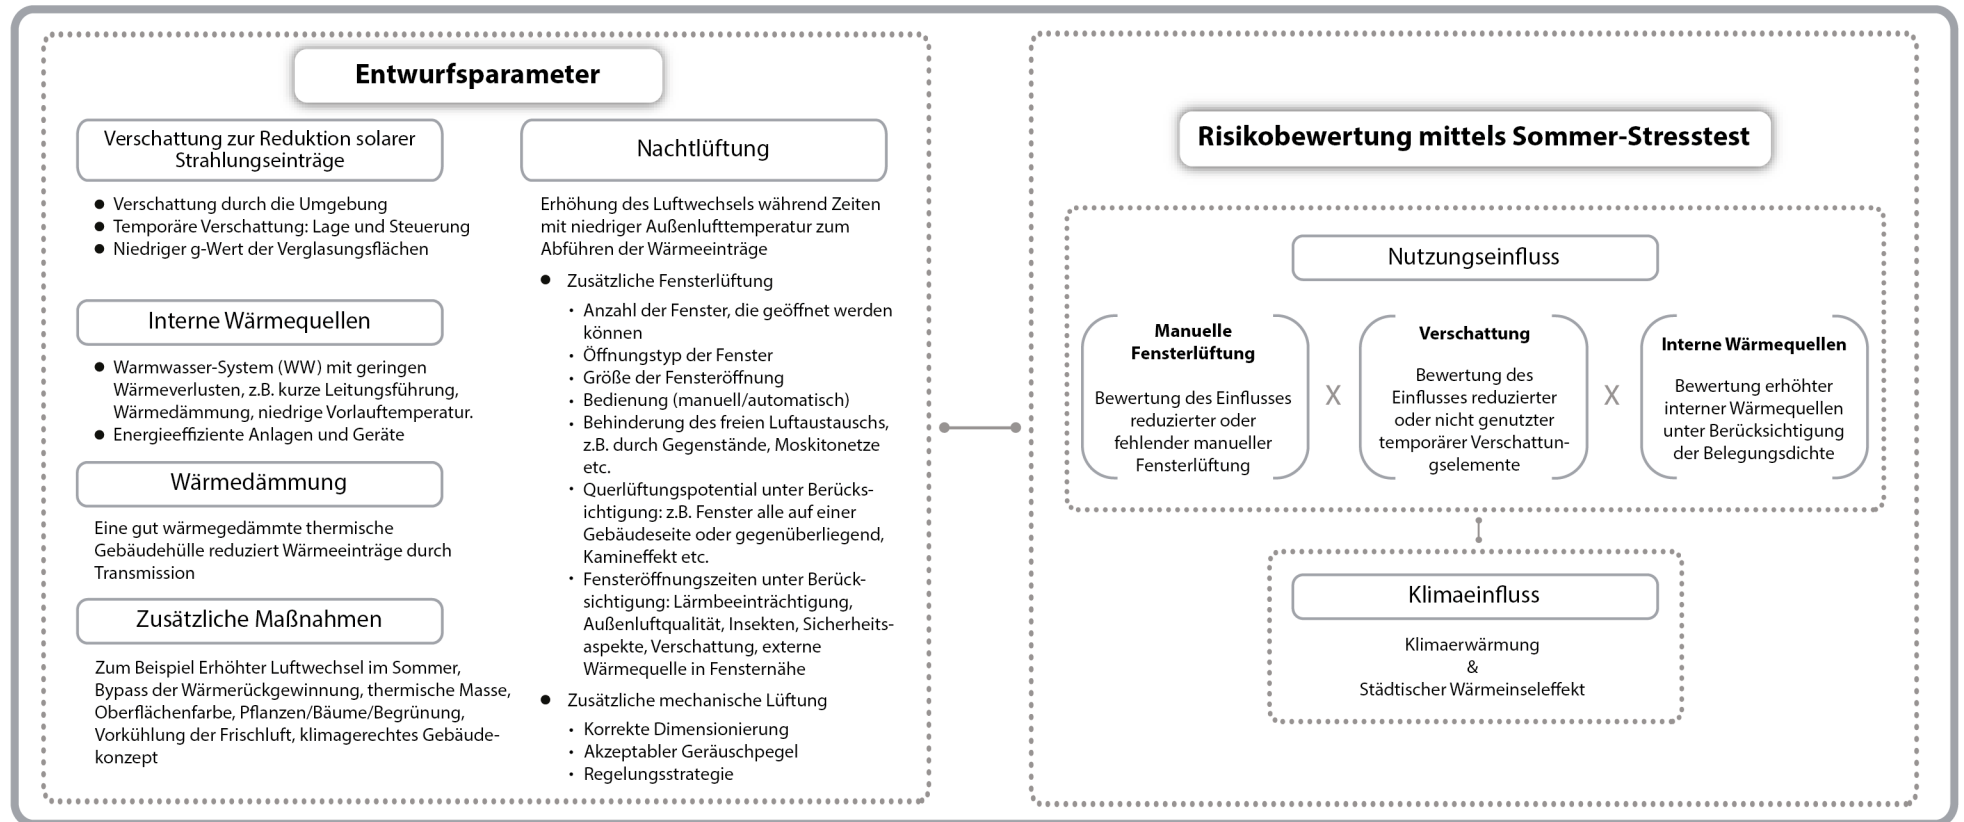 Entwurfsparameter
Verschattung zur Reduktion solarer
Strahlungseinträge
● Verschattung durch die Umgebung
● Temporäre Verschattung: Lage und Steuerung
● Niedriger g-Wert der Verglasungsflächen
Interne Wärmequellen
● Warmwasser-System (WW) mit geringen
Wärmeverlusten, z.B. kurze Leitungsführung,
Wärmedämmung, niedrige Vorlauftemperatur.
● Energieeffiziente Anlagen und Geräte
Wärmedämmung
Eine gut wärmegedämmte thermische
Gebäudehülle reduziert Wärmeeinträge durch
Transmission
Zusätzliche Maßnahmen
Zum Beispiel Erhöhter Luftwechsel im Sommer,
Bypass der Wärmerückgewinnung, thermische Masse,
Oberflächenfarbe, Pflanzen/Bäume/Begrünung,
Vorkühlung der Frischluft, klimagerechtes Gebäude-
konzept
Nachtlüftung
Erhöhung des Luftwechsels während Zeiten
mit niedriger Außenlufttemperatur zum
Abführen der Wärmeeinträge
● Zusätzliche Fensterlüftung
· Anzahl der Fenster, die geöffnet werden
können
· Öffnungstyp der Fenster
· Größe der Fensteröffnung
· Bedienung (manuell/automatisch)
· Behinderung des freien Luftaustauschs,
z.B. durch Gegenstände, Moskitonetze
etc.
· Querlüftungspotential unter Berücks-
ichtigung: z.B. Fenster alle auf einer
Gebäudeseite oder gegenüberliegend,
Kamineffekt etc.
· Fensteröffnungszeiten unter Berück-
sichtigung: Lärmbeeinträchtigung,
Außenluftqualität, Insekten, Sicherheits-
aspekte, Verschattung, externe
Wärmequelle in Fensternähe
● Zusätzliche mechanische Lüftung
· Korrekte Dimensionierung
· Akzeptabler Geräuschpegel
· Regelungsstrategie
Risikobewertung mittels Sommer-Stresstest
Nutzungseinfluss
Manuelle
Fensterlüftung
Bewertung des Einflusses
reduzierter oder
fehlender manueller
Fensterlüftung
X
Verschattung
Bewertung des
Einflusses reduzierter
oder nicht genutzter
temporärer Verschattun-
gselemente
X
Interne Wärmequellen
Bewertung erhöhter
interner Wärmequellen
unter Berücksichtigung
der Belegungsdichte
Klimaeinfluss
Klimaerwärmung
&
Städtischer Wärmeinseleffekt